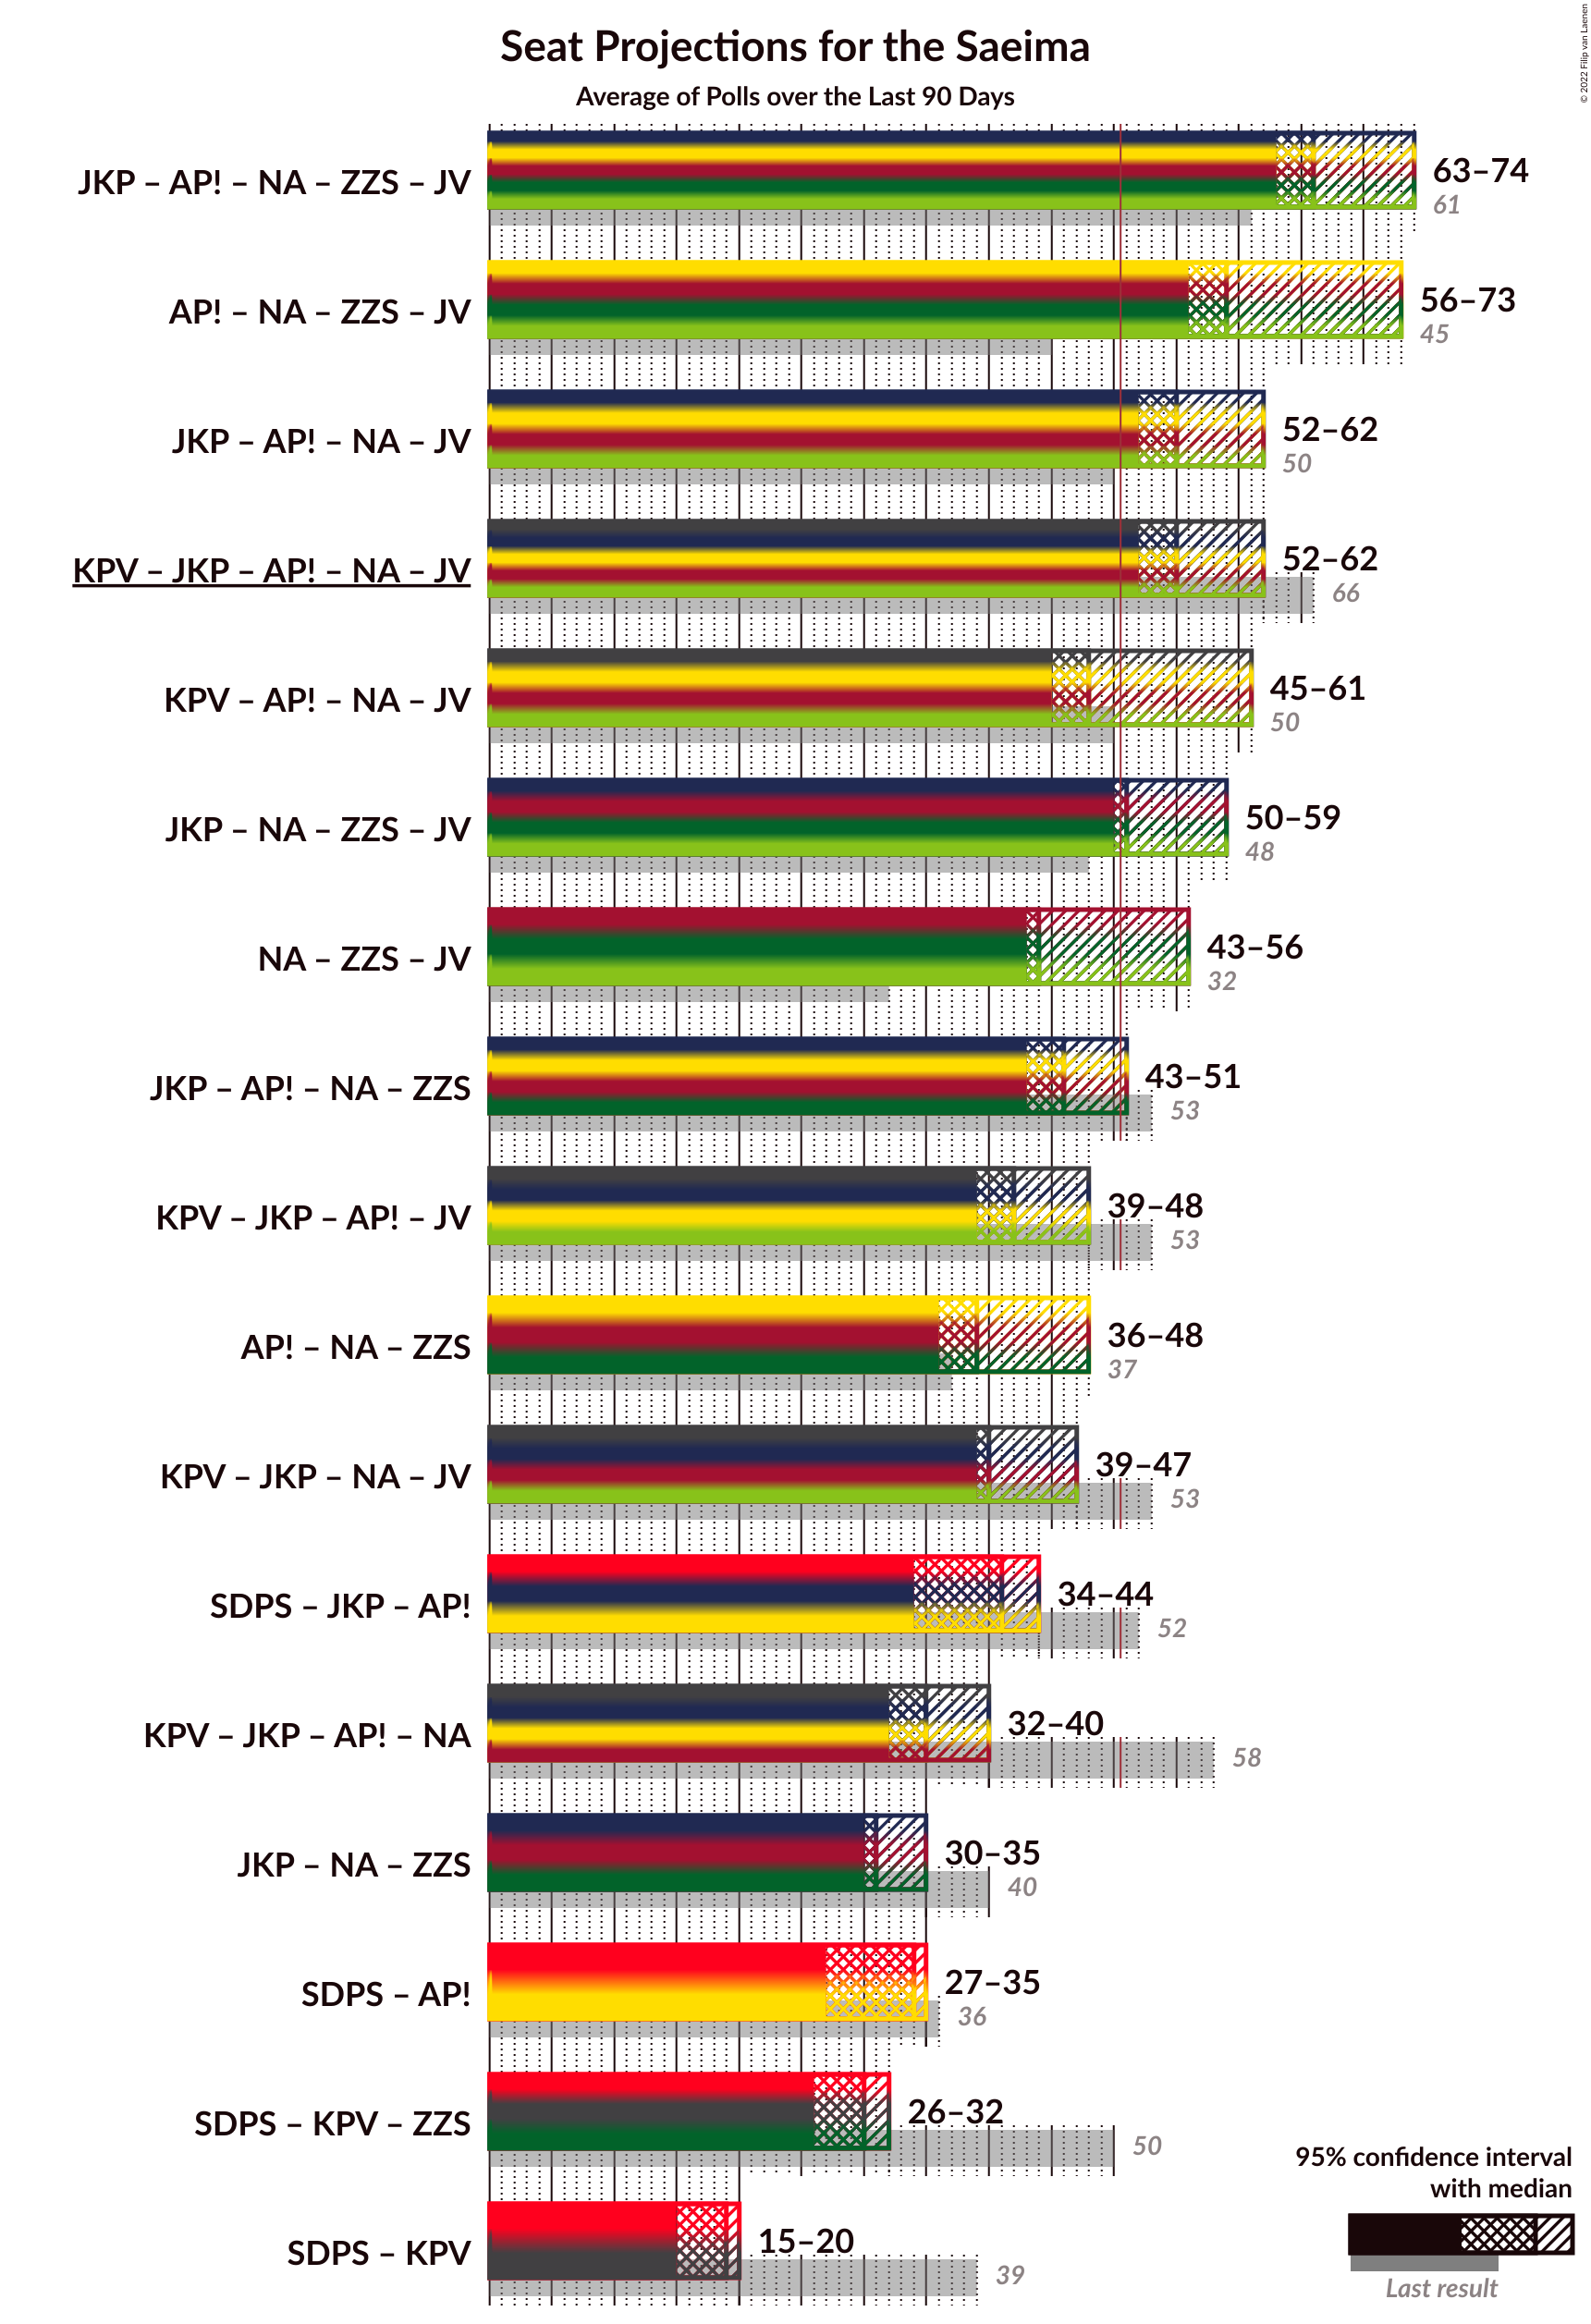 © 2022 Filip van Laenen
Seat Projections for the Saeima
Average of Polls over the Last 90 Days
JKP – AP! – NA – ZZS – JV
63–74
61
AP! – NA – ZZS – JV
56–73
45
JKP – AP! – NA – JV
52–62
50
KPV – JKP – AP! – NA – JV
52–62
66
KPV – AP! – NA – JV
45–61
50
JKP – NA – ZZS – JV
50–59
48
NA – ZZS – JV
43–56
32
JKP – AP! – NA – ZZS
43–51
53
KPV – JKP – AP! – JV
39–48
53
AP! – NA – ZZS
36–48
37
KPV – JKP – NA – JV
39–47
53
SDPS – JKP – AP!
34–44
52
KPV – JKP – AP! – NA
32–40
58
JKP – NA – ZZS
30–35
40
SDPS – AP!
27–35
36
SDPS – KPV – ZZS
26–32
50
SDPS – KPV
15–20
39
95% confidence interval
with median
Last result